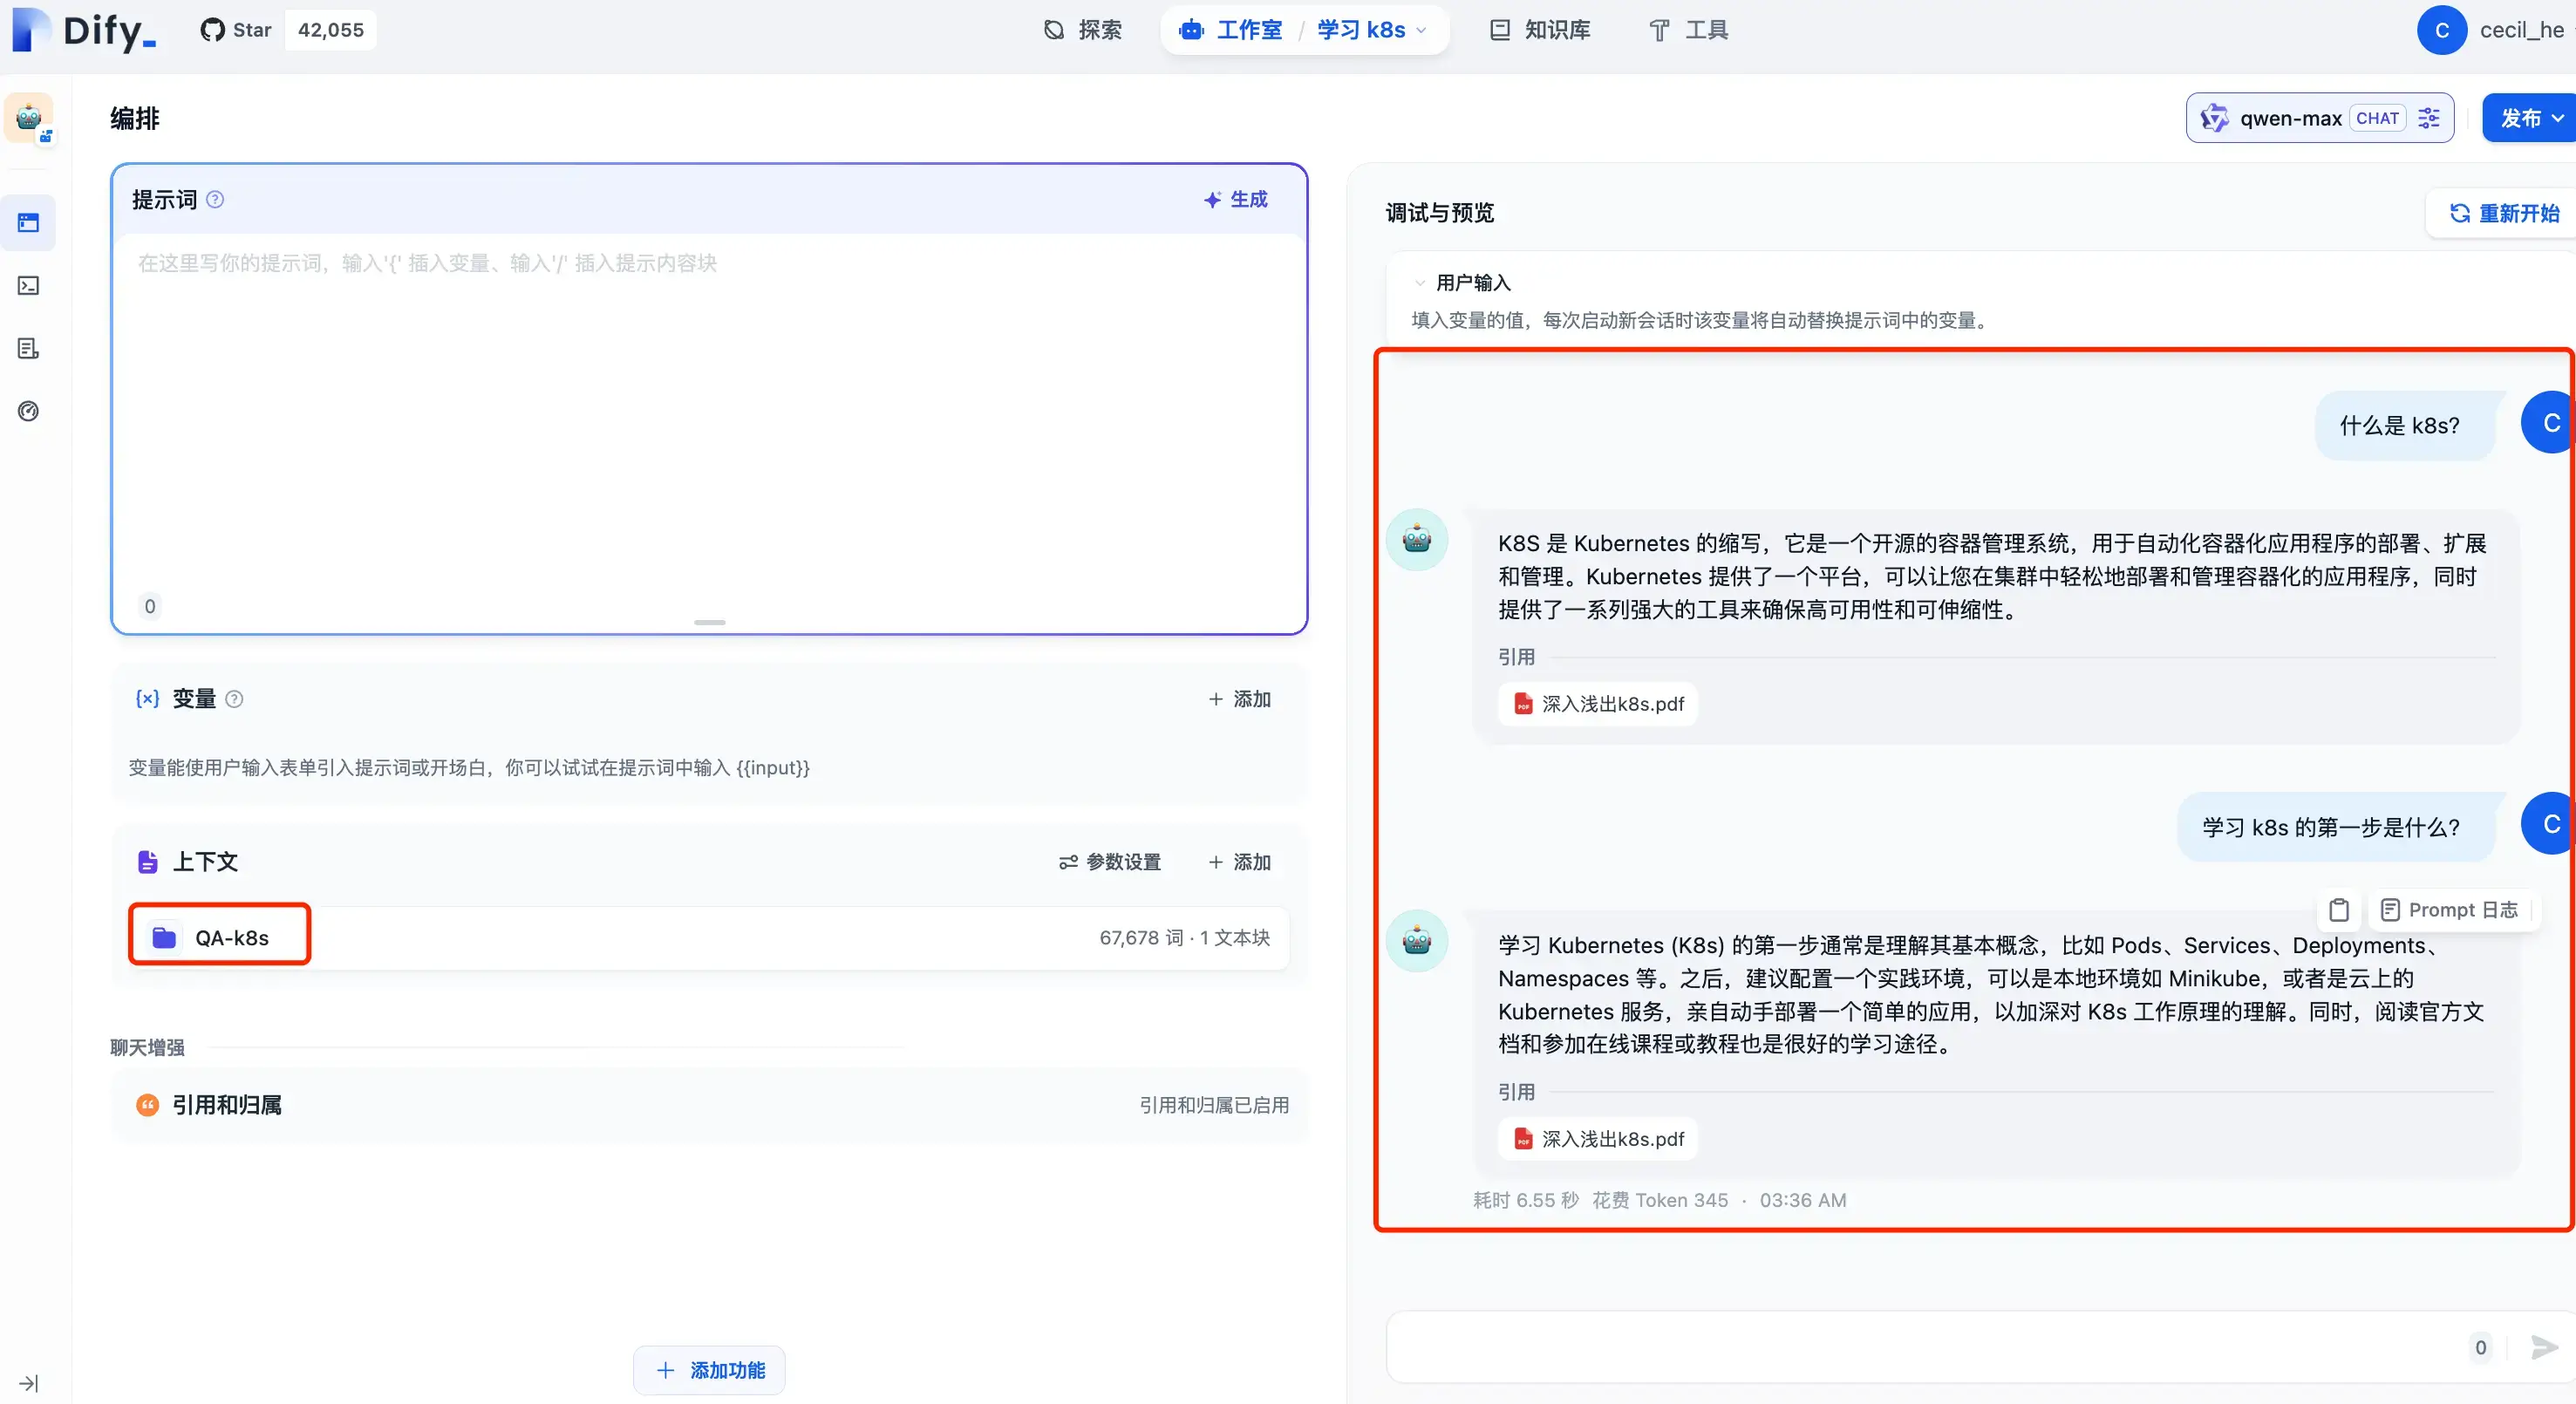 Dify_
Star 42,055
探索
工作室 / 学习 k8s
知识库
工具
C cecil_he
编排
qwen-max CHAT
发布
提示词
生成
在这里写你的提示词，输入'{' 插入变量、输入'/' 插入提示内容块
0
{x} 变量
+ 添加
变量能使用户输入表单引入提示词或开场白，你可以试试在提示词中输入 {{input}}
上下文
参数设置
+ 添加
QA-k8s
67,678 词 · 1 文本块
聊天增强
引用和归属
引用和归属已启用
+ 添加功能
调试与预览
重新开始
用户输入
填入变量的值，每次启动新会话时该变量将自动替换提示词中的变量。
什么是 k8s?
C
K8S 是 Kubernetes 的缩写，它是一个开源的容器管理系统，用于自动化容器化应用程序的部署、扩展
和管理。Kubernetes 提供了一个平台，可以让您在集群中轻松地部署和管理容器化的应用程序，同时
提供了一系列强大的工具来确保高可用性和可伸缩性。
引用
PDF 深入浅出k8s.pdf
学习 k8s 的第一步是什么?
C
Prompt 日志
学习 Kubernetes (K8s) 的第一步通常是理解其基本概念，比如 Pods、Services、Deployments、
Namespaces 等。之后，建议配置一个实践环境，可以是本地环境如 Minikube，或者是云上的
Kubernetes 服务，亲自动手部署一个简单的应用，以加深对 K8s 工作原理的理解。同时，阅读官方文
档和参加在线课程或教程也是很好的学习途径。
引用
PDF 深入浅出k8s.pdf
耗时 6.55 秒 花费 Token 345 · 03:36 AM
0